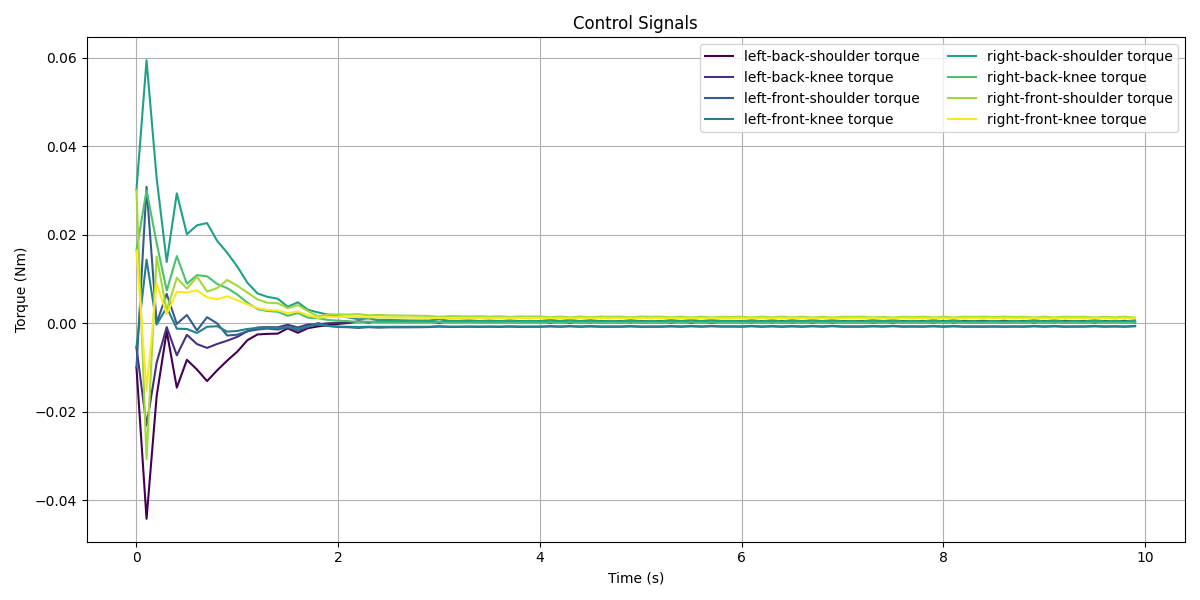 Control Signals
left-back-shoulder torque
left-back-knee torque
left-front-shoulder torque
left-front-knee torque
right-back-shoulder torque
right-back-knee torque
right-front-shoulder torque
right-front-knee torque
Torque (Nm)
0.06
0.04
0.02
0.00
−0.02
−0.04
0 2 4 6 8 10
Time (s)